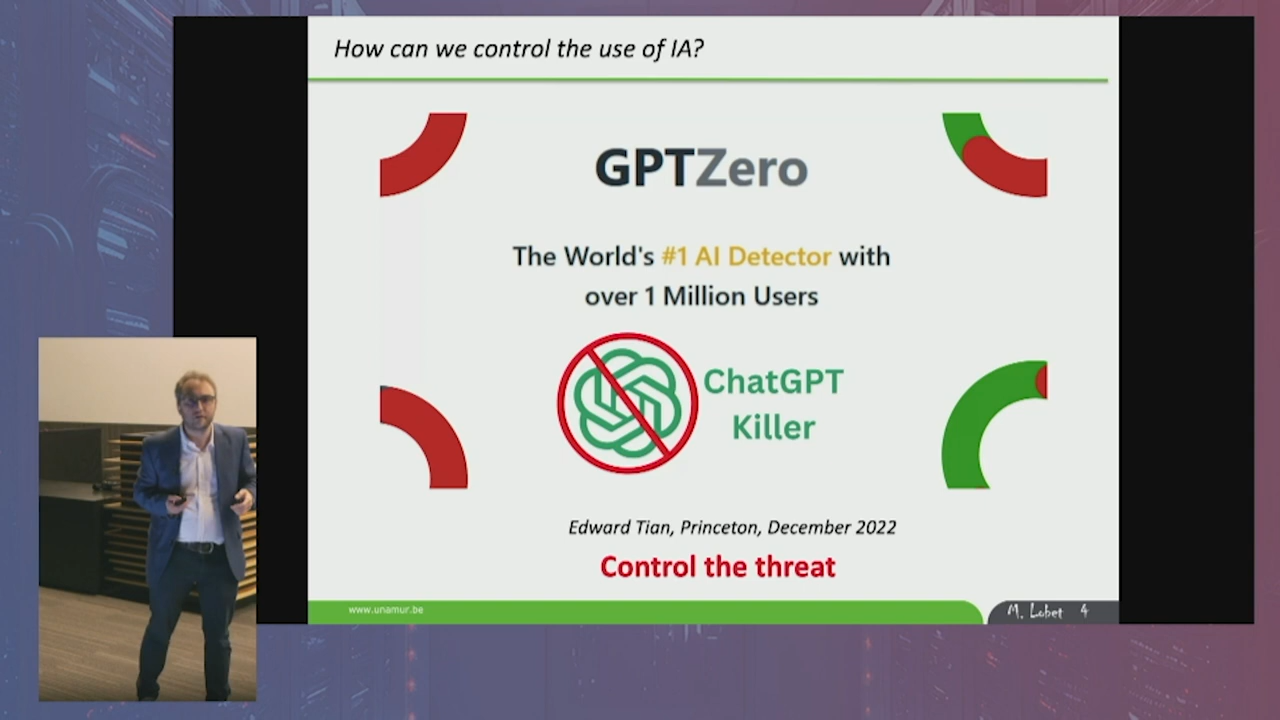 How can we control the use of IA?
GPTZero
The World's #1 AI Detector with
over 1 Million Users
ChatGPT
Killer
Edward Tian, Princeton, December 2022
Control the threat
www.unamur.be
M. Lobet 4